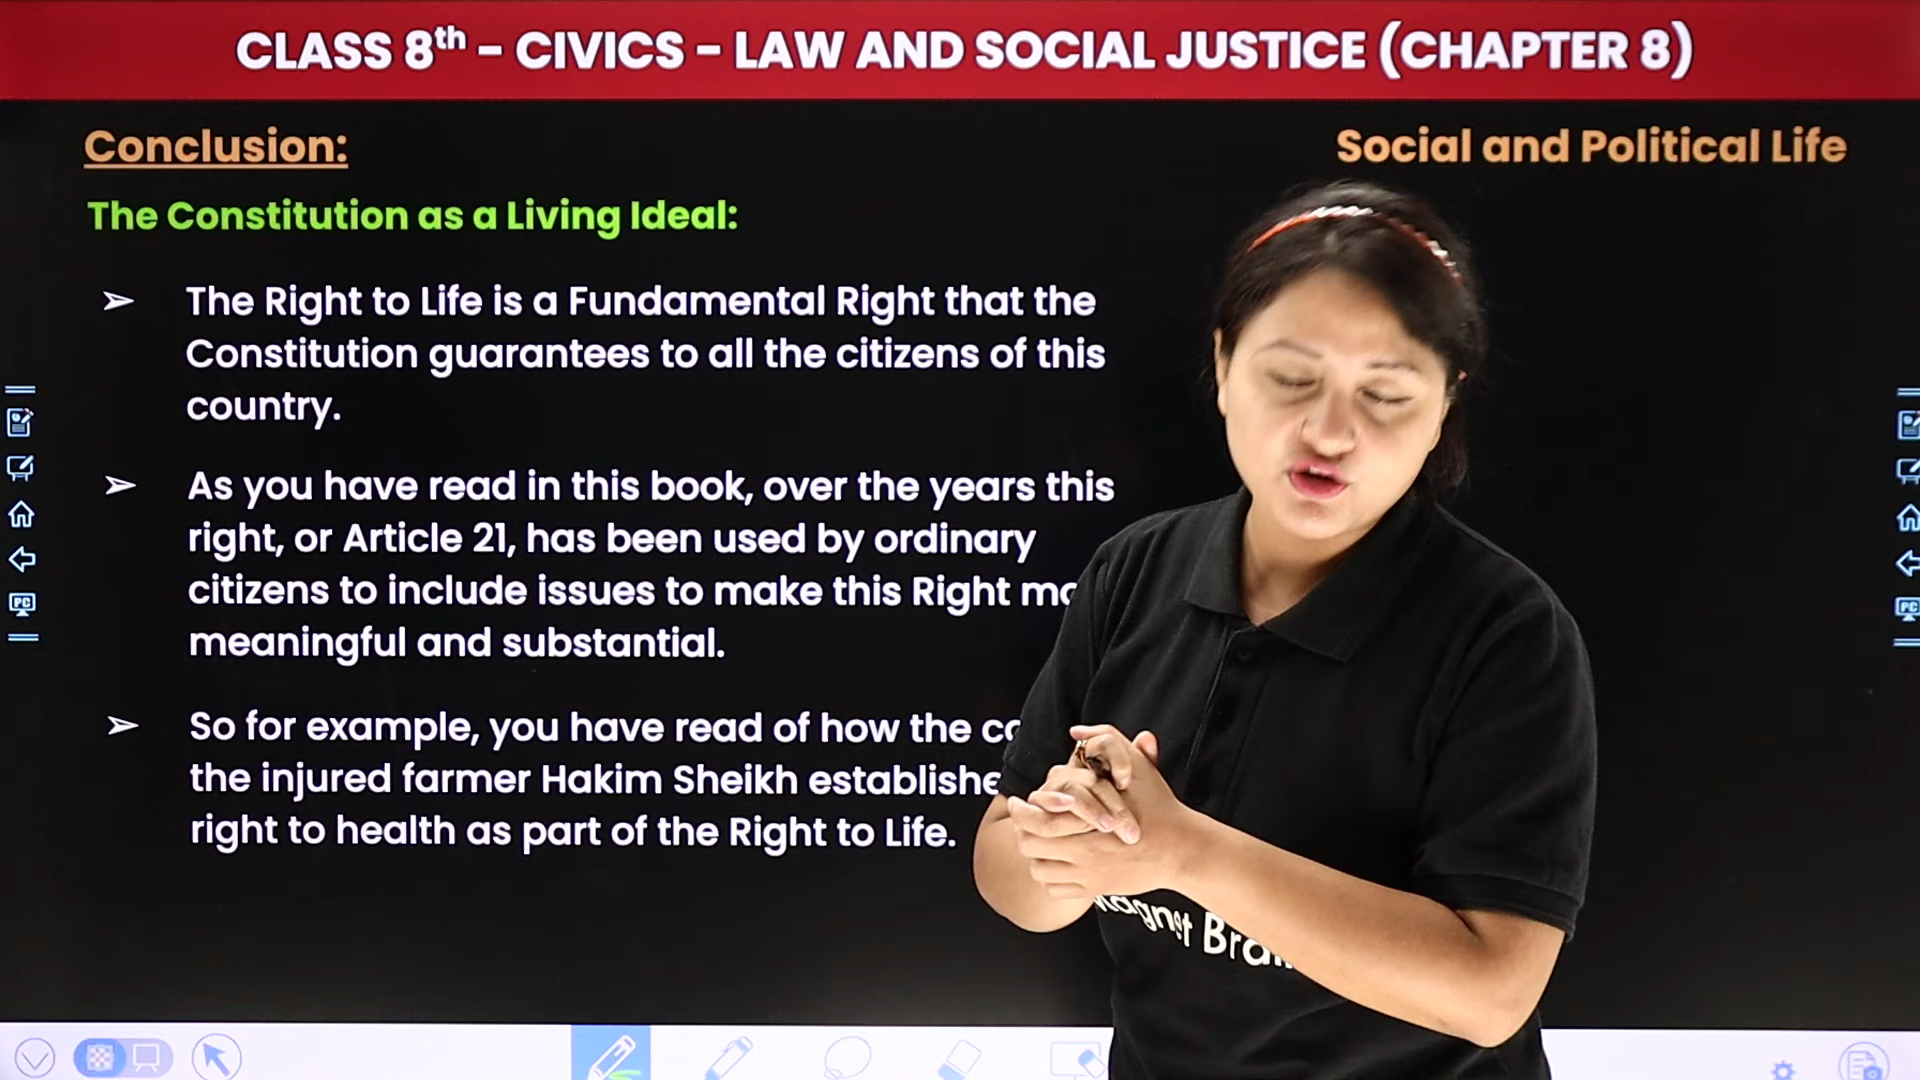 CLASS 8th - CIVICS - LAW AND SOCIAL JUSTICE (CHAPTER 8)
Conclusion:
Social and Political Life
The Constitution as a Living Ideal:
➢ The Right to Life is a Fundamental Right that the
Constitution guarantees to all the citizens of this
country.
➢ As you have read in this book, over the years this
right, or Article 21, has been used by ordinary
citizens to include issues to make this Right
meaningful and substantial.
➢ So for example, you have read of how the
the injured farmer Hakim Sheikh
right to health as part of the Right to Life.
PC
PC